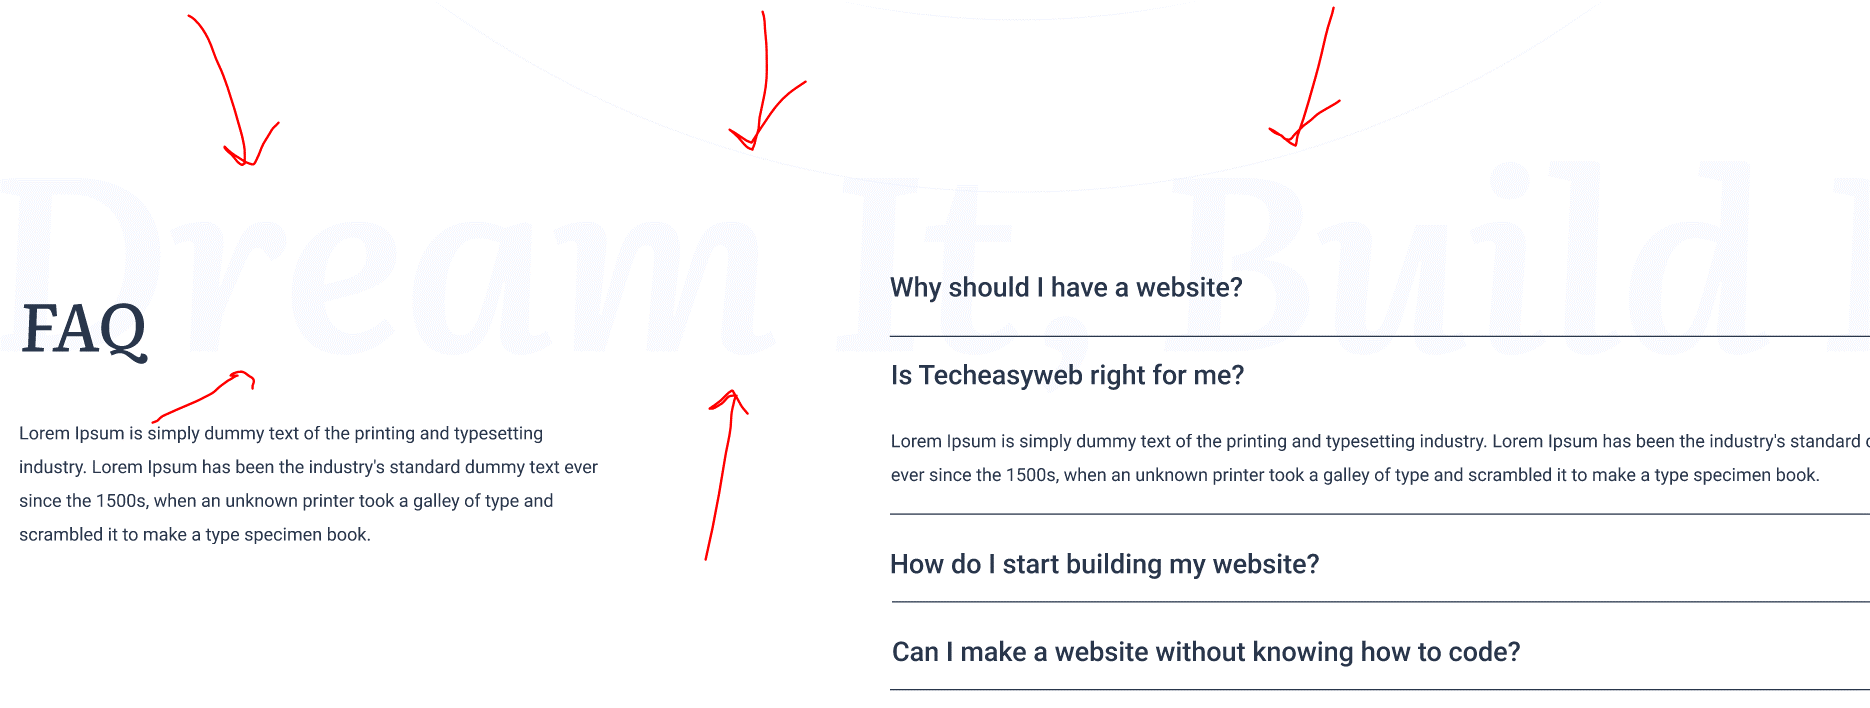 Dream It, Build I
FAQ
Lorem Ipsum is simply dummy text of the printing and typesetting
industry. Lorem Ipsum has been the industry's standard dummy text ever
since the 1500s, when an unknown printer took a galley of type and
scrambled it to make a type specimen book.
Why should I have a website?
Is Techeasyweb right for me?
Lorem Ipsum is simply dummy text of the printing and typesetting industry. Lorem Ipsum has been the industry's standard
ever since the 1500s, when an unknown printer took a galley of type and scrambled it to make a type specimen book.
How do I start building my website?
Can I make a website without knowing how to code?